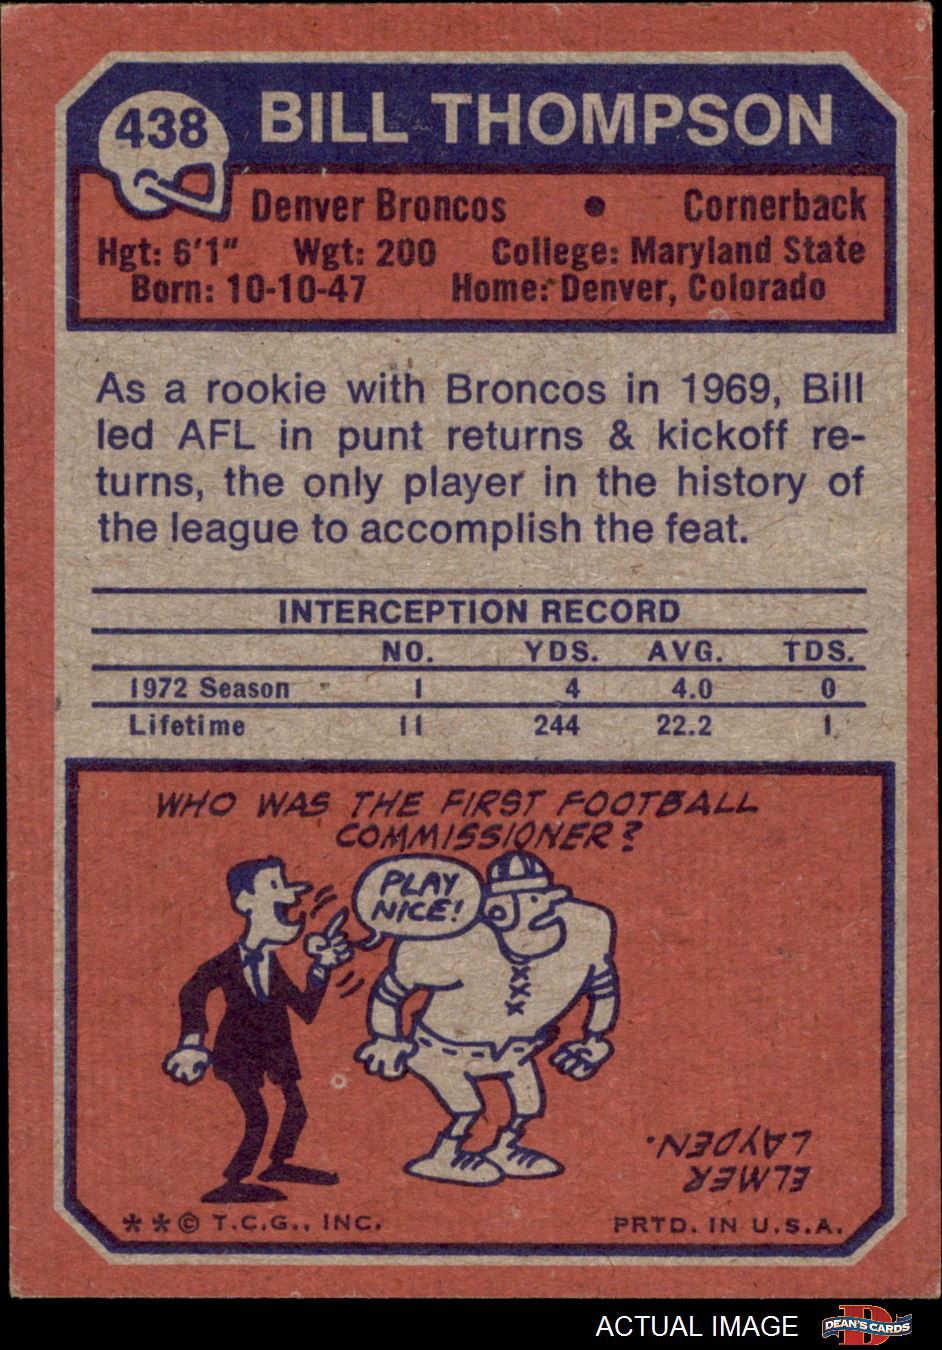 438 BILL THOMPSON
Denver Broncos • Cornerback
Hgt: 6'1" Wgt: 200 College: Maryland State
Born: 10-10-47 Home: Denver, Colorado
As a rookie with Broncos in 1969, Bill
led AFL in punt returns & kickoff re-
turns, the only player in the history of
the league to accomplish the feat.
INTERCEPTION RECORD
NO. YDS. AVG. TDS.
1972 Season 1 4 4.0 0
Lifetime 11 244 22.2 1
WHO WAS THE FIRST FOOTBALL
COMMISSIONER?
PLAY
NICE!
ELMER
LAYDEN.
**© T.C.G., INC. PRTD. IN U.S.A.
ACTUAL IMAGE DEAN'S CARDS